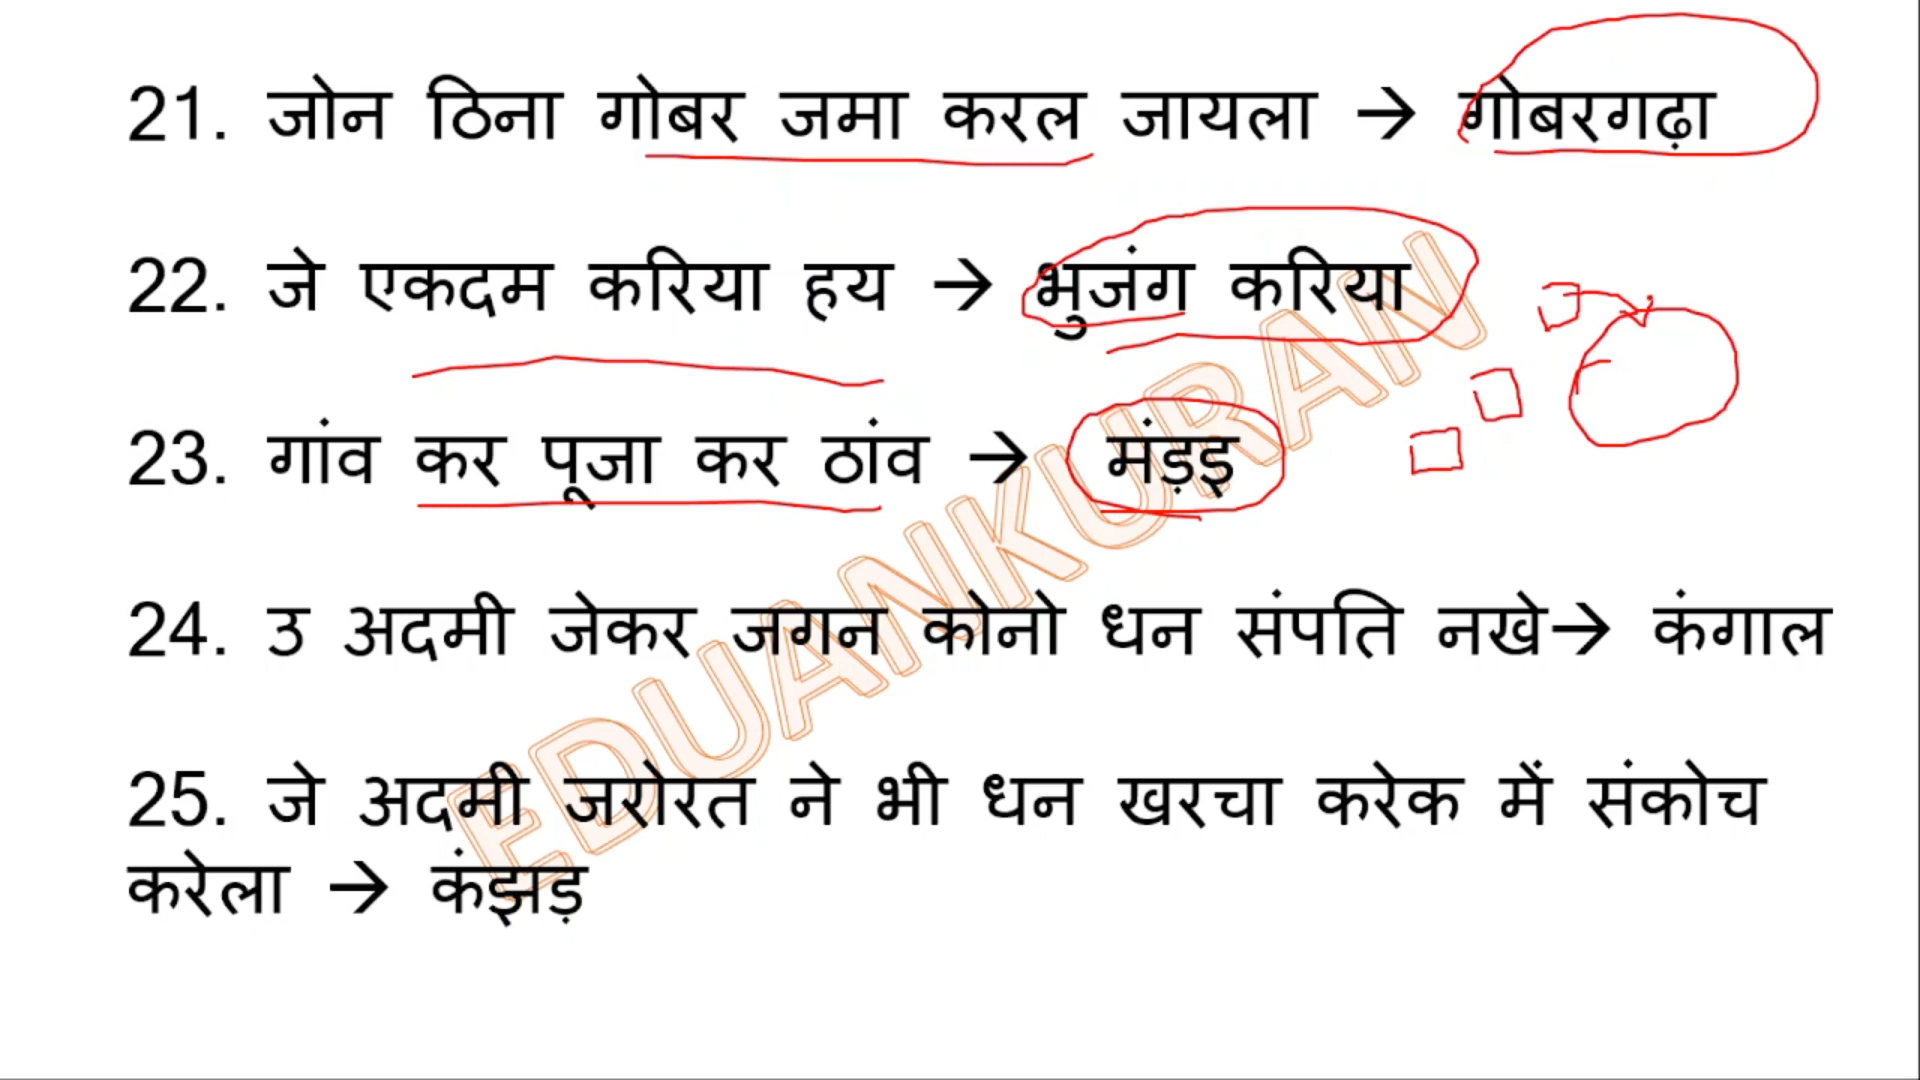 21. जोन ठिना गोबर जमा करल जायला → गोबरगढ़ा
22. जे एकदम करिया हय → भुजंग करिया
23. गांव कर पूजा कर ठांव → मंड़इ
24. उ अदमी जेकर जगन कोनो धन संपति नखे→ कंगाल
25. जे अदमी जरोरत ने भी धन खरचा करेक में संकोच
करेला → कंझड़
EDUANKURAN